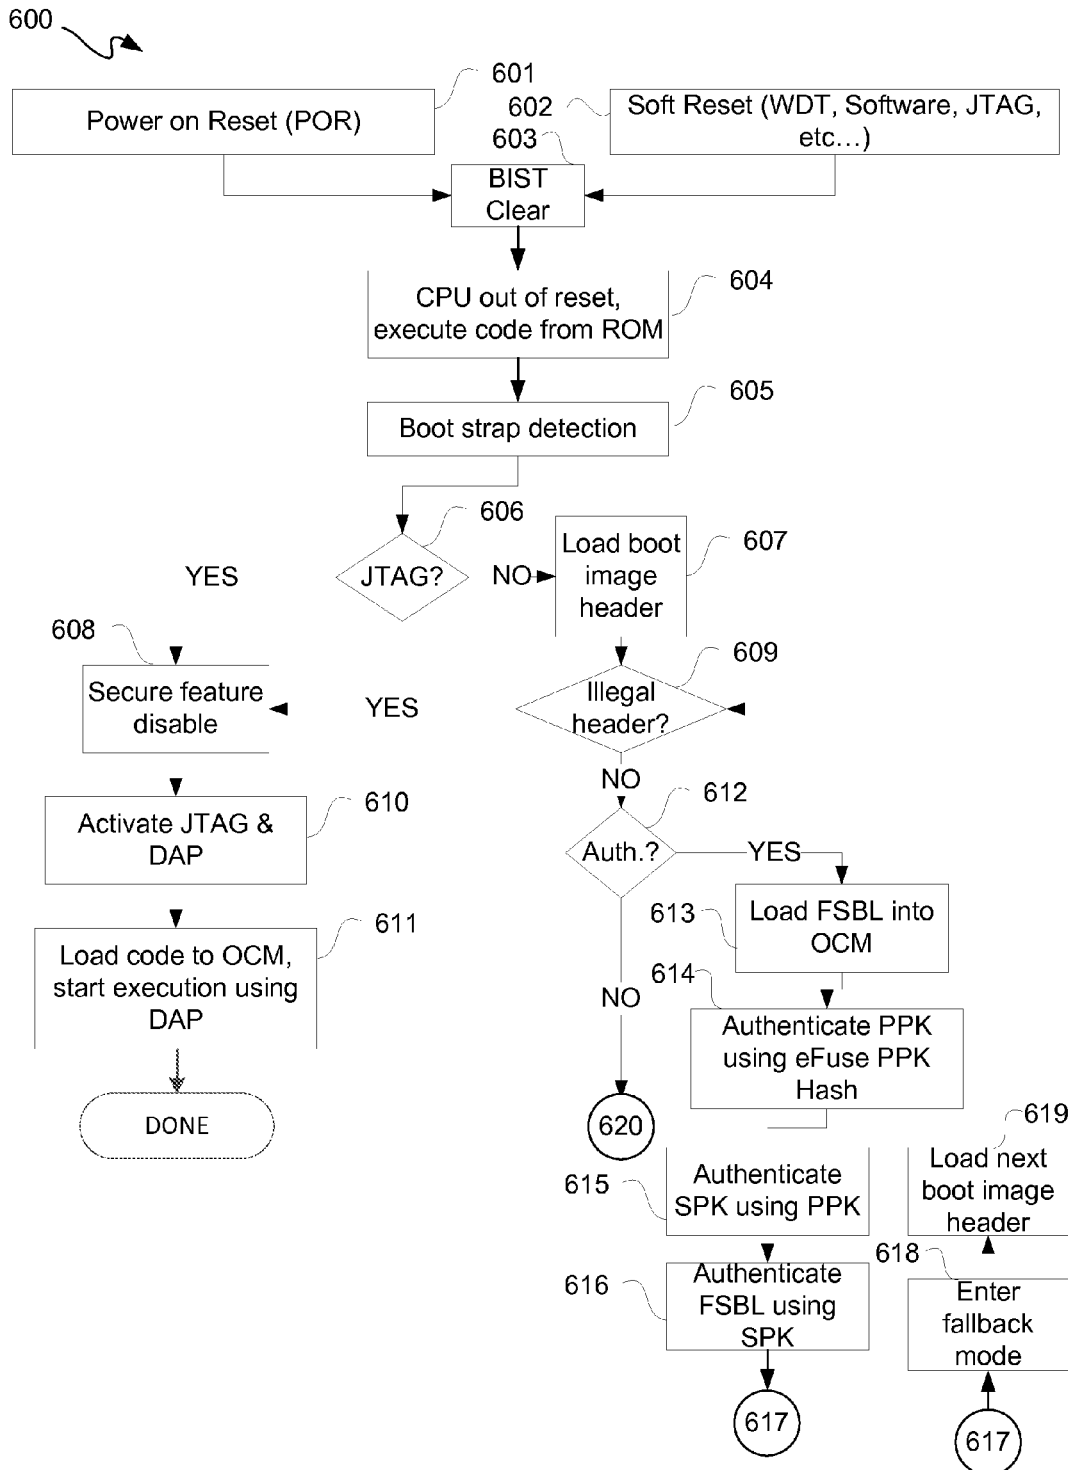 600
601
Power on Reset (POR)
602
Soft Reset (WDT, Software, JTAG,
etc...)
603
BIST
Clear
604
CPU out of reset,
execute code from ROM
605
Boot strap detection
606
JTAG?
YES
NO
607
Load boot
image
header
608
Secure feature
disable
YES
609
Illegal
header?
NO
610
Activate JTAG &
DAP
612
Auth.?
YES
611
Load code to OCM,
start execution using
DAP
613
Load FSBL into
OCM
NO
614
Authenticate PPK
using eFuse PPK
Hash
DONE
620
615
Authenticate
SPK using PPK
619
Load next
boot image
header
616
Authenticate
FSBL using
SPK
618
Enter
fallback
mode
617
617